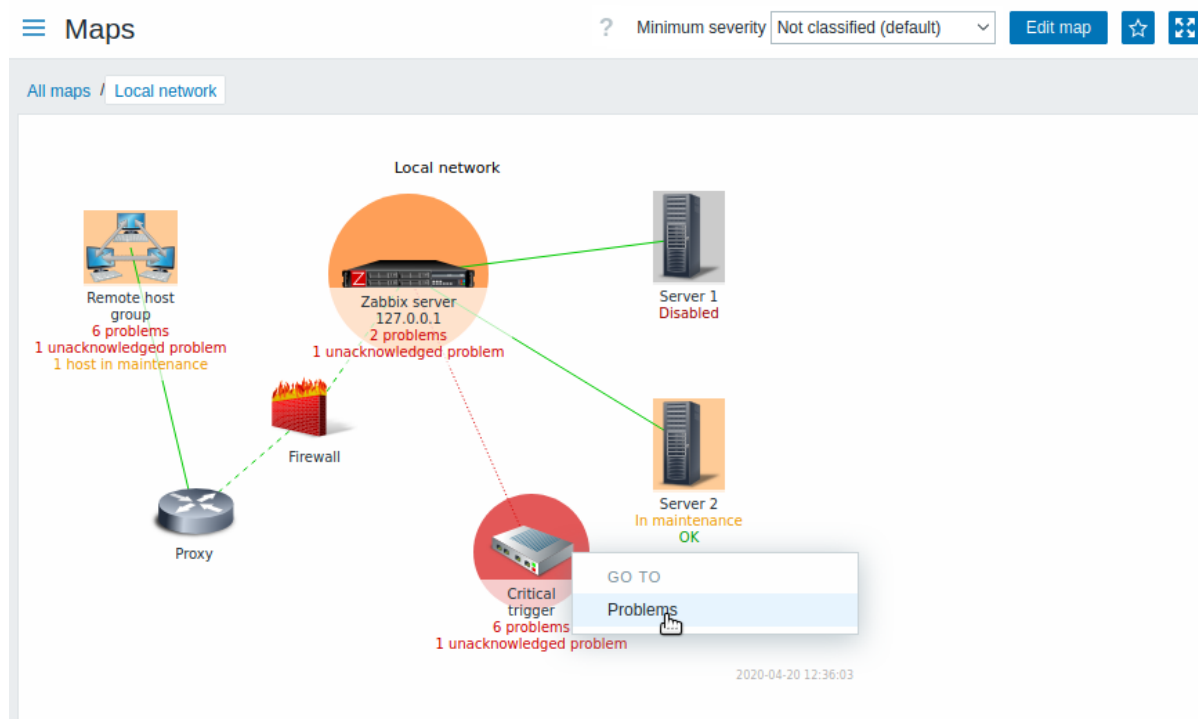 Maps
? Minimum severity Not classified (default) Edit map
All maps / Local network
Local network
Remote host
group
6 problems
1 unacknowledged problem
1 host in maintenance
Z
Zabbix server
127.0.0.1
2 problems
1 unacknowledged problem
Server 1
Disabled
Firewall
Proxy
Server 2
In maintenance
OK
Critical
trigger
6 problems
1 unacknowledged problem
GO TO
Problems
2020-04-20 12:36:03